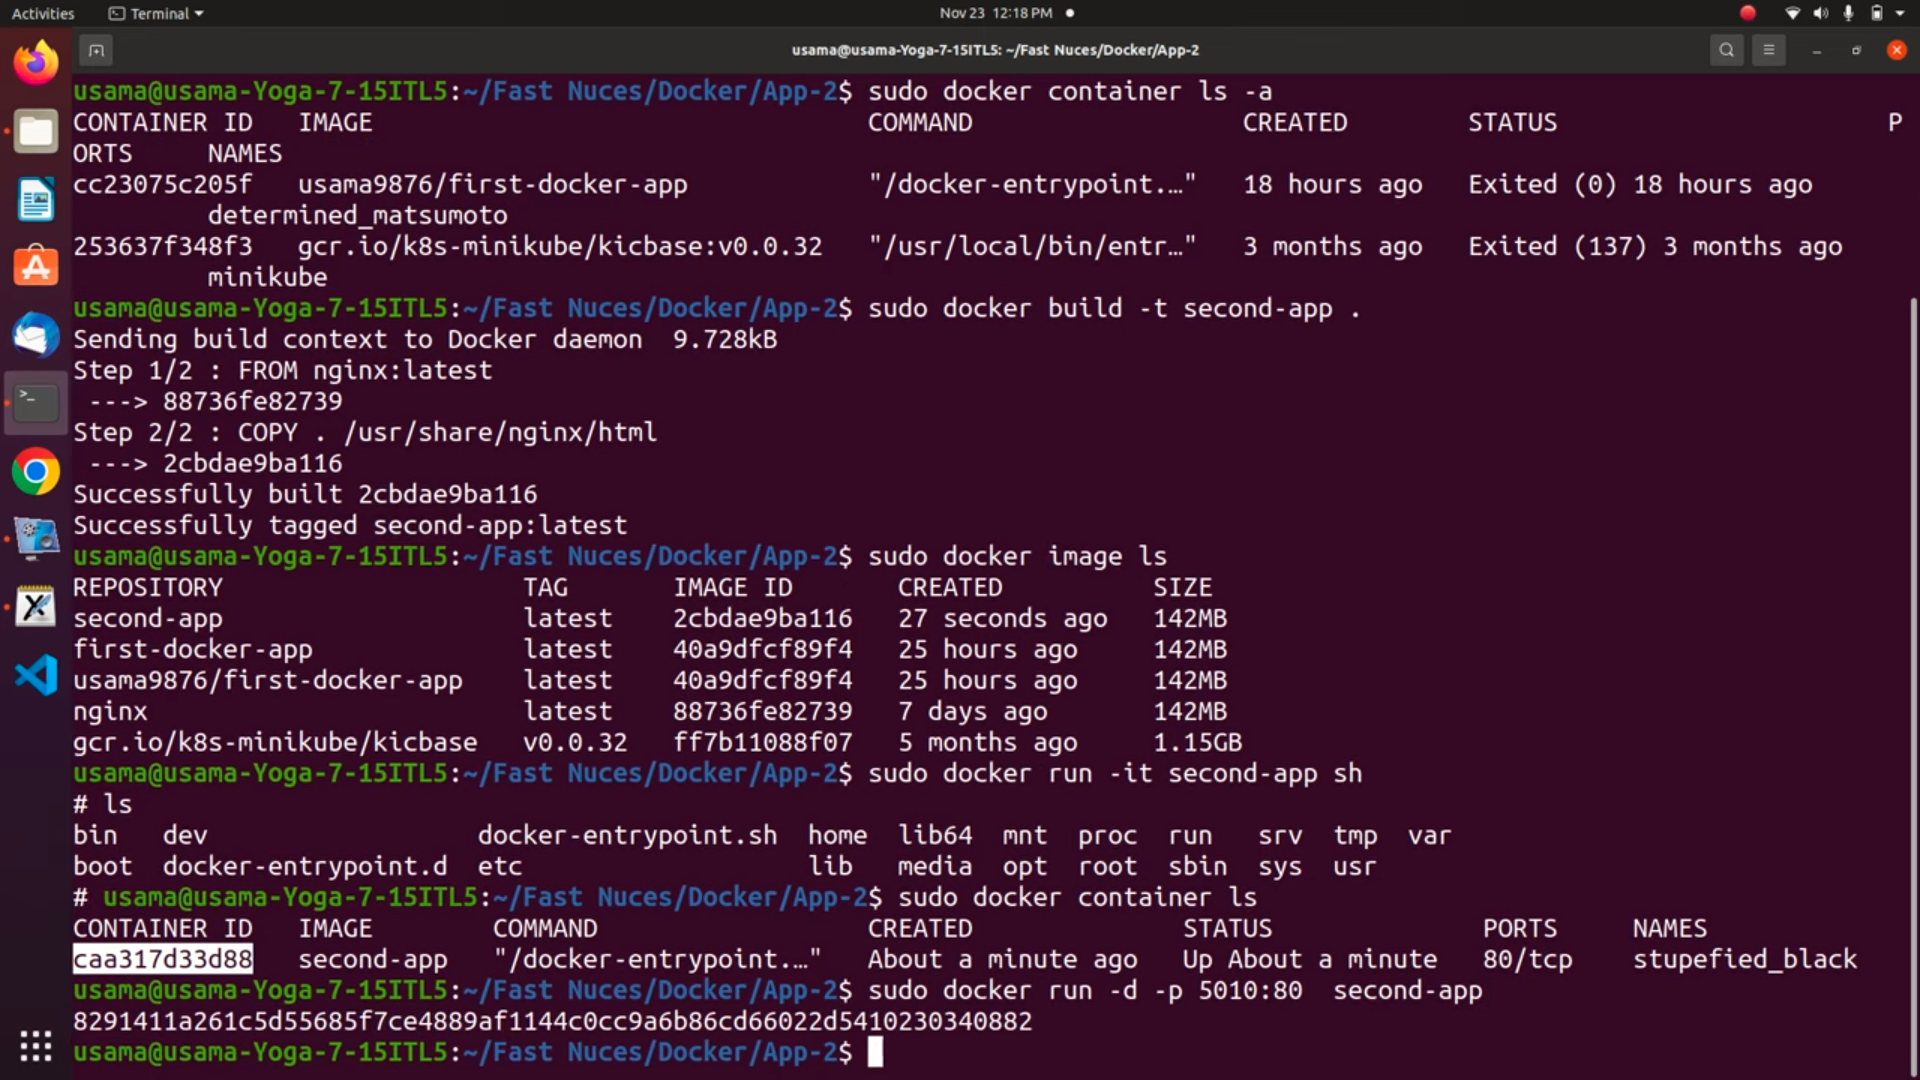 Activities Terminal Nov 23 12:18 PM
usama@usama-Yoga-7-15ITL5: ~/Fast Nuces/Docker/App-2
usama@usama-Yoga-7-15ITL5:~/Fast Nuces/Docker/App-2$ sudo docker container ls -a
CONTAINER ID IMAGE COMMAND CREATED STATUS P
ORTS NAMES
cc23075c205f usama9876/first-docker-app "/docker-entrypoint.…" 18 hours ago Exited (0) 18 hours ago
determined_matsumoto
253637f348f3 gcr.io/k8s-minikube/kicbase:v0.0.32 "/usr/local/bin/entr…" 3 months ago Exited (137) 3 months ago
minikube
usama@usama-Yoga-7-15ITL5:~/Fast Nuces/Docker/App-2$ sudo docker build -t second-app .
Sending build context to Docker daemon 9.728kB
Step 1/2 : FROM nginx:latest
---> 88736fe82739
Step 2/2 : COPY . /usr/share/nginx/html
---> 2cbdae9ba116
Successfully built 2cbdae9ba116
Successfully tagged second-app:latest
usama@usama-Yoga-7-15ITL5:~/Fast Nuces/Docker/App-2$ sudo docker image ls
REPOSITORY TAG IMAGE ID CREATED SIZE
second-app latest 2cbdae9ba116 27 seconds ago 142MB
first-docker-app latest 40a9dfcf89f4 25 hours ago 142MB
usama9876/first-docker-app latest 40a9dfcf89f4 25 hours ago 142MB
nginx latest 88736fe82739 7 days ago 142MB
gcr.io/k8s-minikube/kicbase v0.0.32 ff7b11088f07 5 months ago 1.15GB
usama@usama-Yoga-7-15ITL5:~/Fast Nuces/Docker/App-2$ sudo docker run -it second-app sh
# ls
bin dev docker-entrypoint.sh home lib64 mnt proc run srv tmp var
boot docker-entrypoint.d etc lib media opt root sbin sys usr
# usama@usama-Yoga-7-15ITL5:~/Fast Nuces/Docker/App-2$ sudo docker container ls
CONTAINER ID IMAGE COMMAND CREATED STATUS PORTS NAMES
caa317d33d88 second-app "/docker-entrypoint.…" About a minute ago Up About a minute 80/tcp stupefied_black
usama@usama-Yoga-7-15ITL5:~/Fast Nuces/Docker/App-2$ sudo docker run -d -p 5010:80 second-app
8291411a261c5d55685f7ce4889af1144c0cc9a6b86cd66022d5410230340882
usama@usama-Yoga-7-15ITL5:~/Fast Nuces/Docker/App-2$